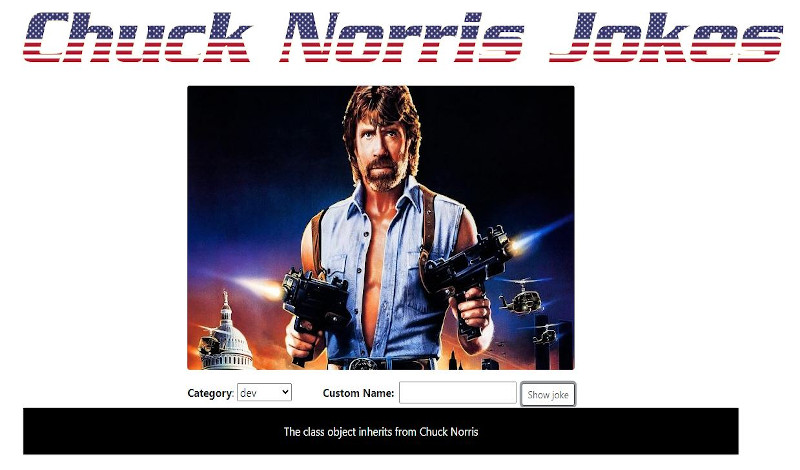 Chuck Norris Jokes
Category: dev Custom Name: Show joke
The class object inherits from Chuck Norris